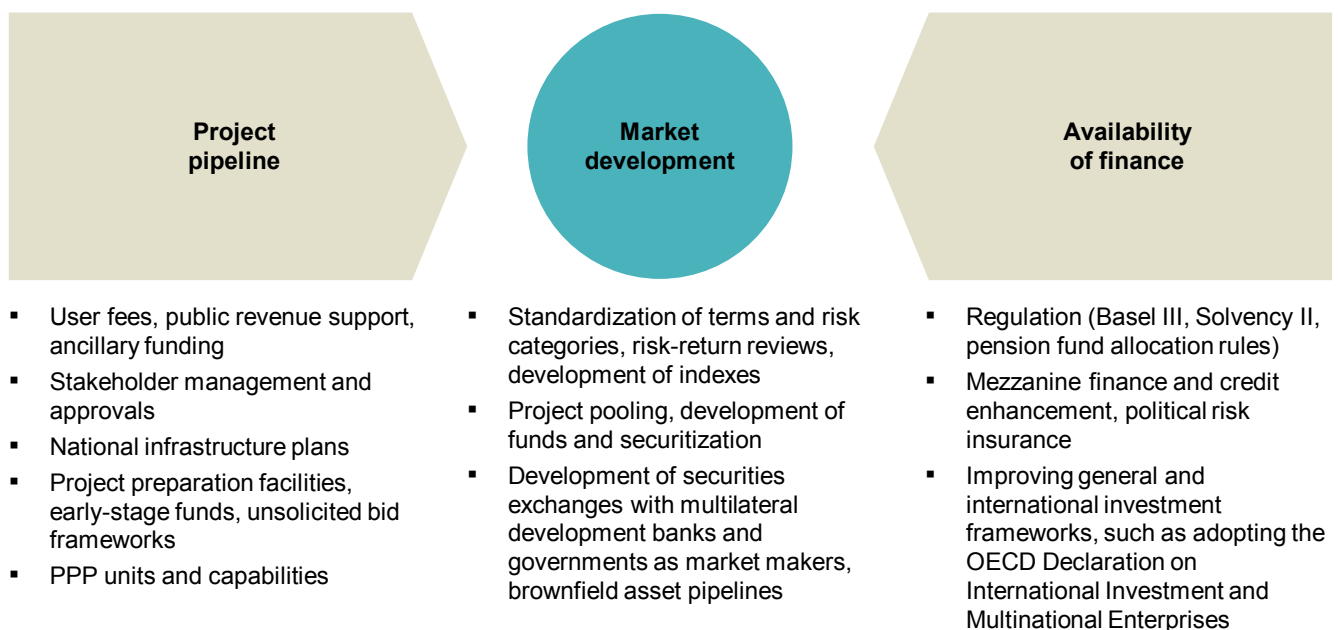 Project
pipeline
Market
development
Availability
of finance
▪ User fees, public revenue support,
ancillary funding
▪ Stakeholder management and
approvals
▪ National infrastructure plans
▪ Project preparation facilities,
early-stage funds, unsolicited bid
frameworks
▪ PPP units and capabilities
▪ Standardization of terms and risk
categories, risk-return reviews,
development of indexes
▪ Project pooling, development of
funds and securitization
▪ Development of securities
exchanges with multilateral
development banks and
governments as market makers,
brownfield asset pipelines
▪ Regulation (Basel III, Solvency II,
pension fund allocation rules)
▪ Mezzanine finance and credit
enhancement, political risk
insurance
▪ Improving general and
international investment
frameworks, such as adopting the
OECD Declaration on
International Investment and
Multinational Enterprises